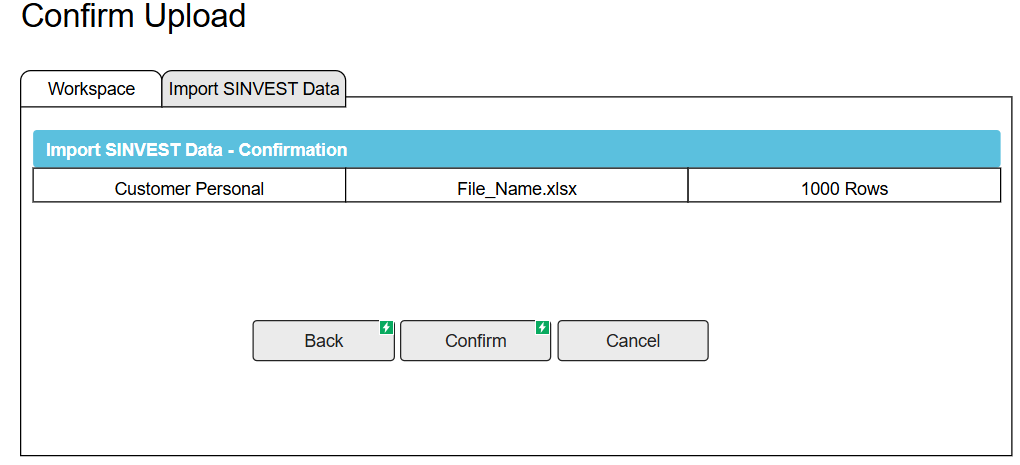 Confirm Upload
Workspace Import SINVEST Data
Import SINVEST Data - Confirmation
Customer Personal File_Name.xlsx 1000 Rows
Back Confirm Cancel